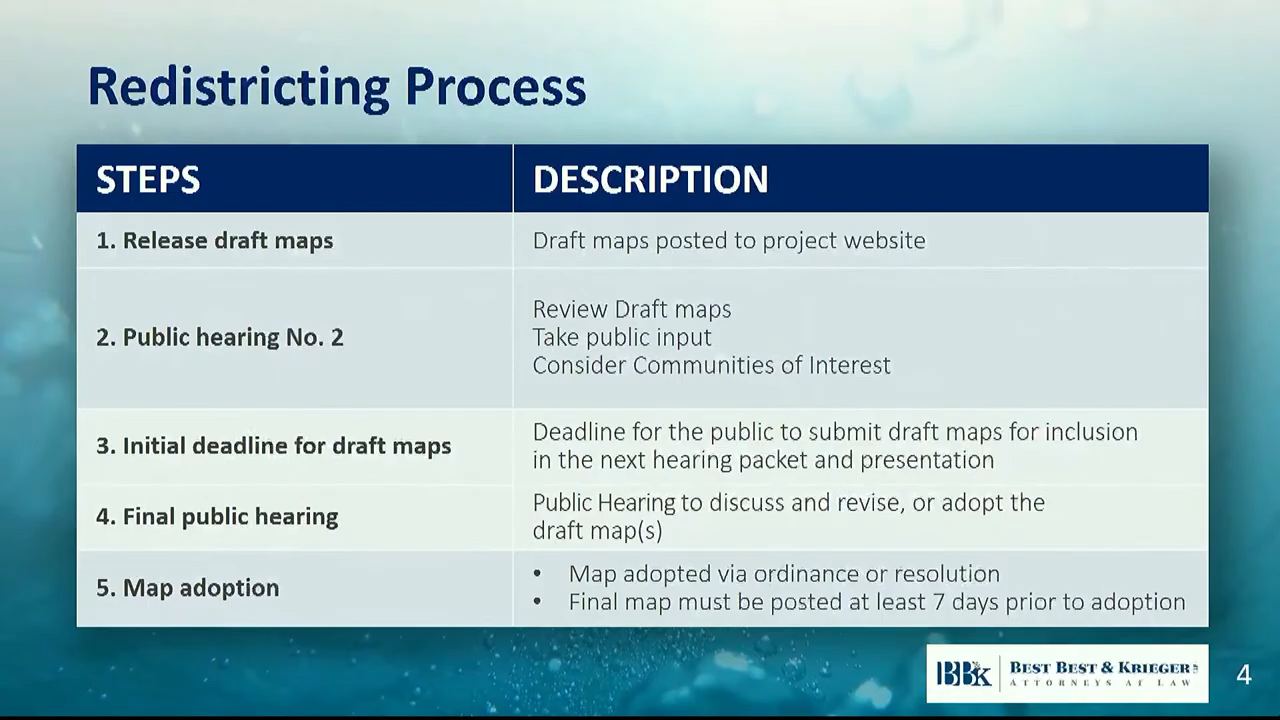 Redistricting Process
STEPS
DESCRIPTION
1. Release draft maps
Draft maps posted to project website
2. Public hearing No. 2
Review Draft maps
Take public input
Consider Communities of Interest
3. Initial deadline for draft maps
Deadline for the public to submit draft maps for inclusion
in the next hearing packet and presentation
4. Final public hearing
Public Hearing to discuss and revise, or adopt the
draft map(s)
5. Map adoption
• Map adopted via ordinance or resolution
• Final map must be posted at least 7 days prior to adoption
BBK
BEST BEST & KRIEGER
ATTORNEYS AT LAW
4